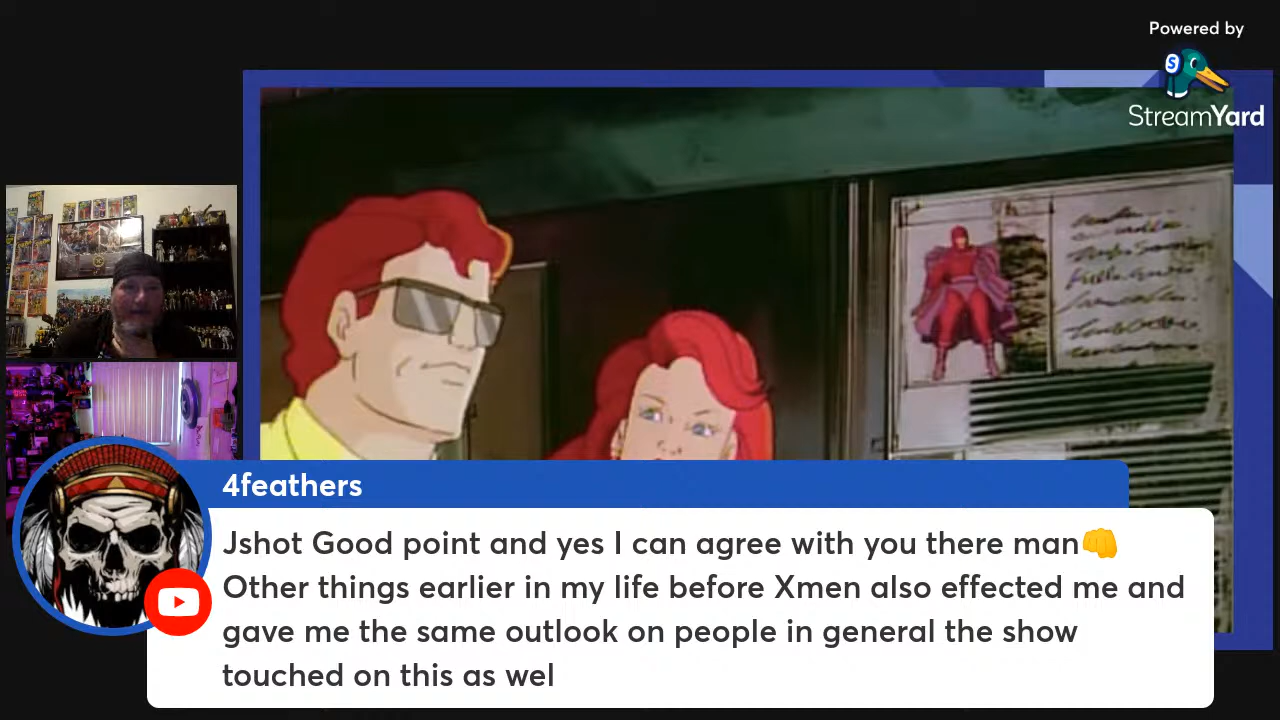 Powered by
StreamYard
4feathers
Jshot Good point and yes I can agree with you there man👊
Other things earlier in my life before Xmen also effected me and
gave me the same outlook on people in general the show
touched on this as wel